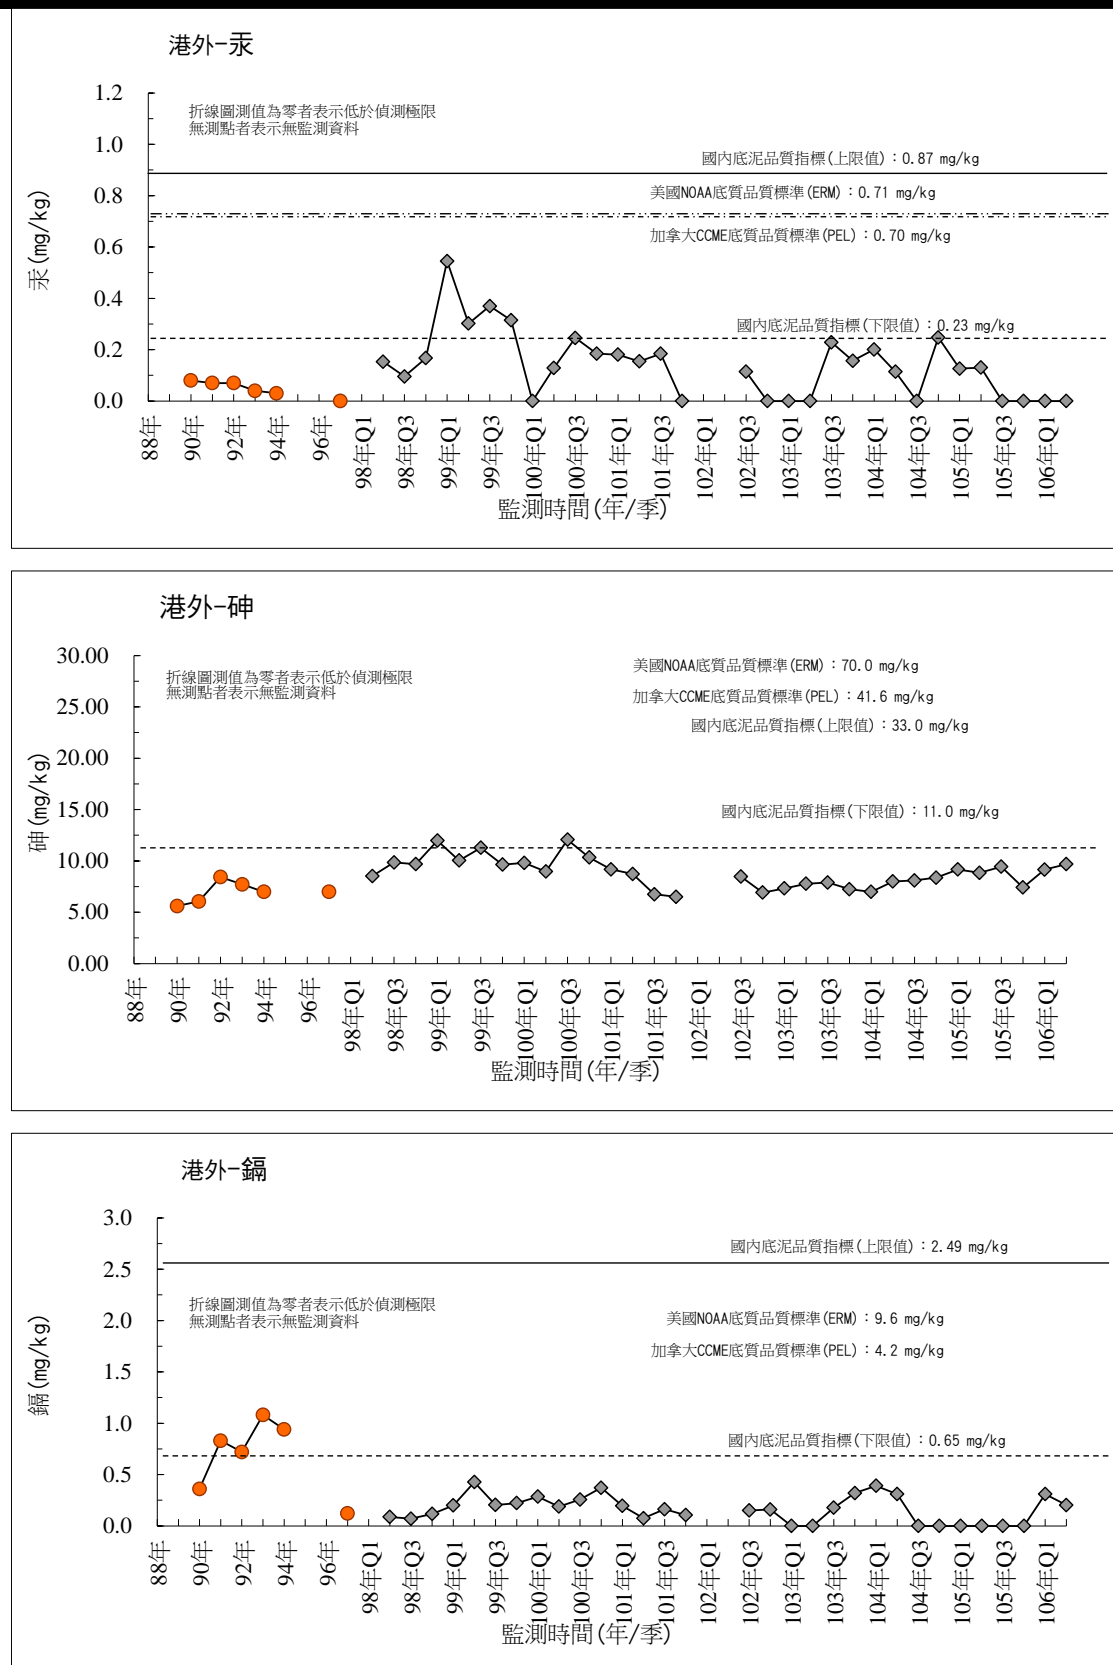 港外-汞
1.2
1.0
0.8
0.6
0.4
0.2
0.0
汞(mg/kg)
折線圖測值為零者表示低於偵測極限
無測點者表示無監測資料
國內底泥品質指標(上限值)：0.87 mg/kg
美國NOAA底質品質標準(ERM)：0.71 mg/kg
加拿大CCME底質品質標準(PEL)：0.70 mg/kg
國內底泥品質指標(下限值)：0.23 mg/kg
88年
90年
92年
94年
96年
98年Q1
98年Q3
99年Q1
99年Q3
100年Q1
100年Q3
101年Q1
101年Q3
102年Q1
102年Q3
103年Q1
103年Q3
104年Q1
104年Q3
105年Q1
105年Q3
106年Q1
監測時間(年/季)
港外-砷
30.00
25.00
20.00
15.00
10.00
5.00
0.00
砷(mg/kg)
折線圖測值為零者表示低於偵測極限
無測點者表示無監測資料
美國NOAA底質品質標準(ERM)：70.0 mg/kg
加拿大CCME底質品質標準(PEL)：41.6 mg/kg
國內底泥品質指標(上限值)：33.0 mg/kg
國內底泥品質指標(下限值)：11.0 mg/kg
88年
90年
92年
94年
96年
98年Q1
98年Q3
99年Q1
99年Q3
100年Q1
100年Q3
101年Q1
101年Q3
102年Q1
102年Q3
103年Q1
103年Q3
104年Q1
104年Q3
105年Q1
105年Q3
106年Q1
監測時間(年/季)
港外-鎘
3.0
2.5
2.0
1.5
1.0
0.5
0.0
鎘(mg/kg)
國內底泥品質指標(上限值)：2.49 mg/kg
折線圖測值為零者表示低於偵測極限
無測點者表示無監測資料
美國NOAA底質品質標準(ERM)：9.6 mg/kg
加拿大CCME底質品質標準(PEL)：4.2 mg/kg
國內底泥品質指標(下限值)：0.65 mg/kg
88年
90年
92年
94年
96年
98年Q1
98年Q3
99年Q1
99年Q3
100年Q1
100年Q3
101年Q1
101年Q3
102年Q1
102年Q3
103年Q1
103年Q3
104年Q1
104年Q3
105年Q1
105年Q3
106年Q1
監測時間(年/季)